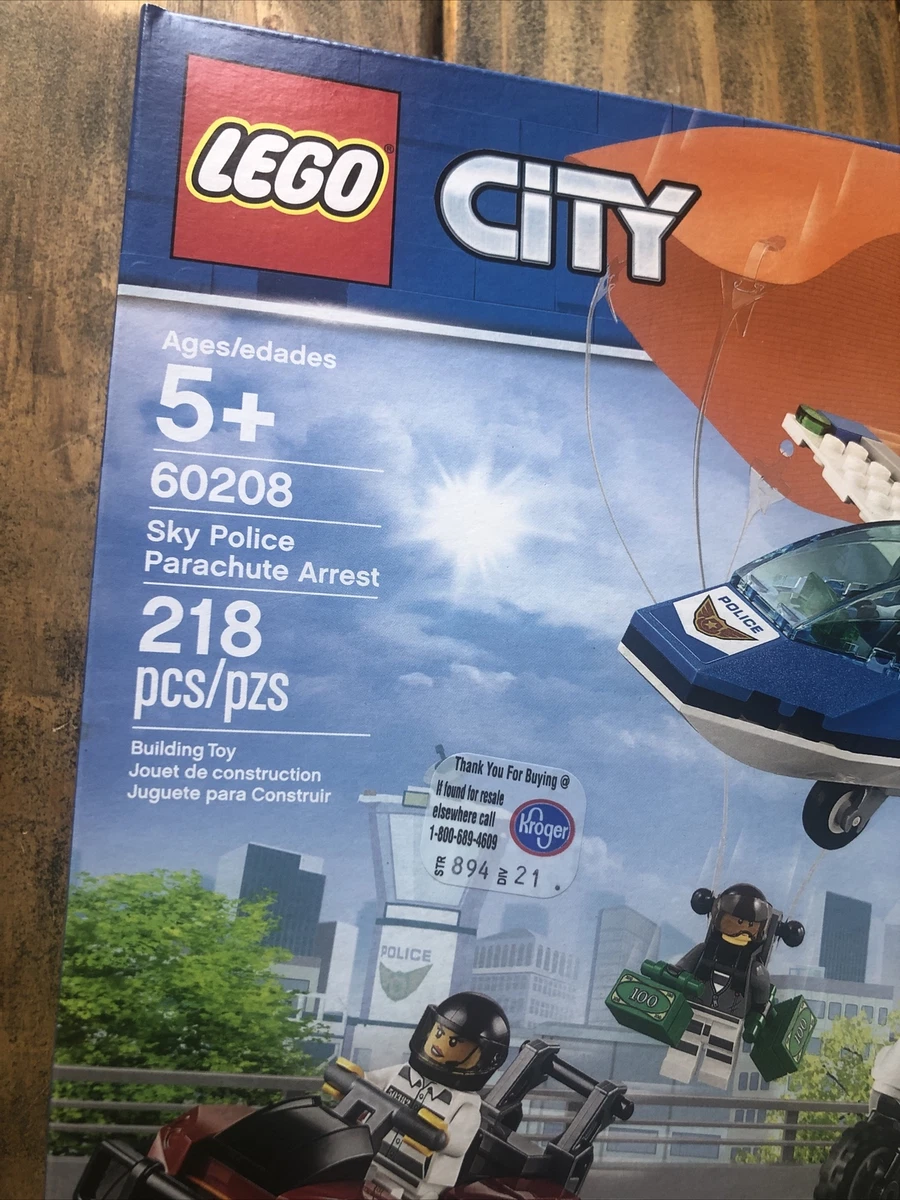 LEGO®
CITY
Ages/edades
5+
60208
Sky Police
Parachute Arrest
218
pcs/pzs
Building Toy
Jouet de construction
Juguete para Construir
Thank You For Buying @
If found for resale
elsewhere call
1-800-689-4609
Kroger
STR 894 DIV 21 .
POLICE
POLICE
100
100